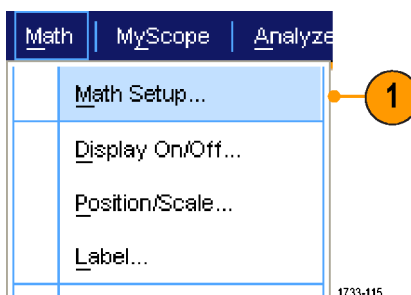 Math | MyScope | Analyze
Math Setup...
1
Display On/Off...
Position/Scale...
Label...
1733-115